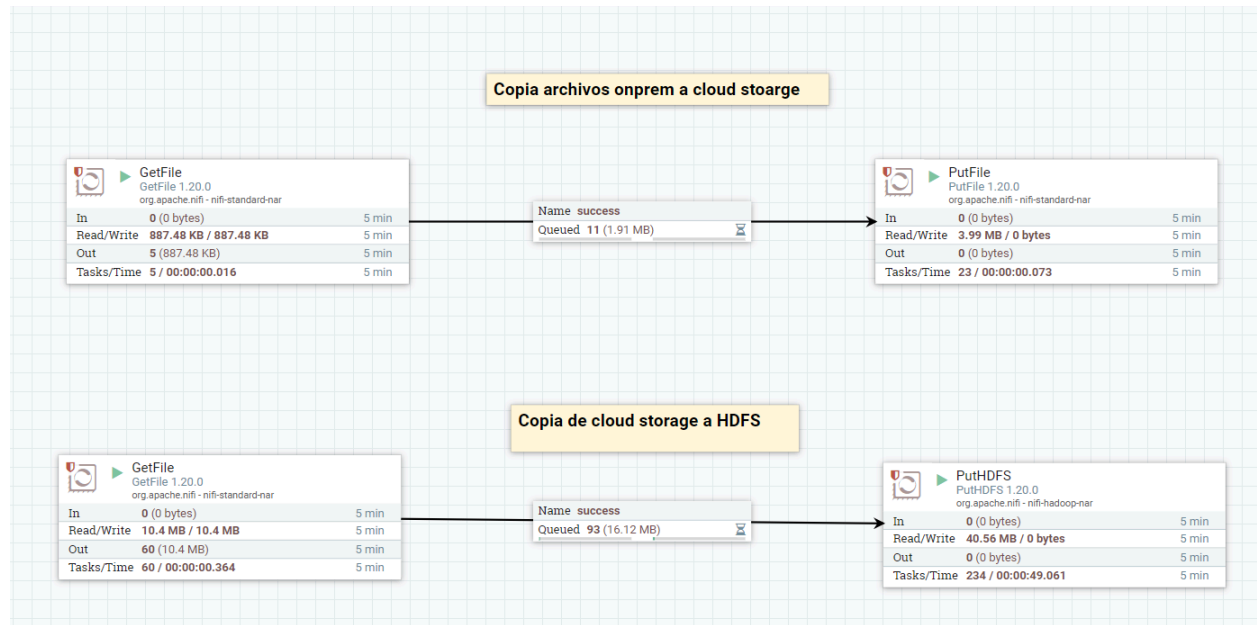 Copia archivos onprem a cloud stoarge
GetFile
GetFile 1.20.0
org.apache.nifi - nifi-standard-nar
In 0 (0 bytes) 5 min
Read/Write 887.48 KB / 887.48 KB 5 min
Out 5 (887.48 KB) 5 min
Tasks/Time 5 / 00:00:00.016 5 min
Name success
Queued 11 (1.91 MB)
PutFile
PutFile 1.20.0
org.apache.nifi - nifi-standard-nar
In 0 (0 bytes) 5 min
Read/Write 3.99 MB / 0 bytes 5 min
Out 0 (0 bytes) 5 min
Tasks/Time 23 / 00:00:00.073 5 min
Copia de cloud storage a HDFS
GetFile
GetFile 1.20.0
org.apache.nifi - nifi-standard-nar
In 0 (0 bytes) 5 min
Read/Write 10.4 MB / 10.4 MB 5 min
Out 60 (10.4 MB) 5 min
Tasks/Time 60 / 00:00:00.364 5 min
Name success
Queued 93 (16.12 MB)
PutHDFS
PutHDFS 1.20.0
org.apache.nifi - nifi-hadoop-nar
In 0 (0 bytes) 5 min
Read/Write 40.56 MB / 0 bytes 5 min
Out 0 (0 bytes) 5 min
Tasks/Time 234 / 00:00:49.061 5 min